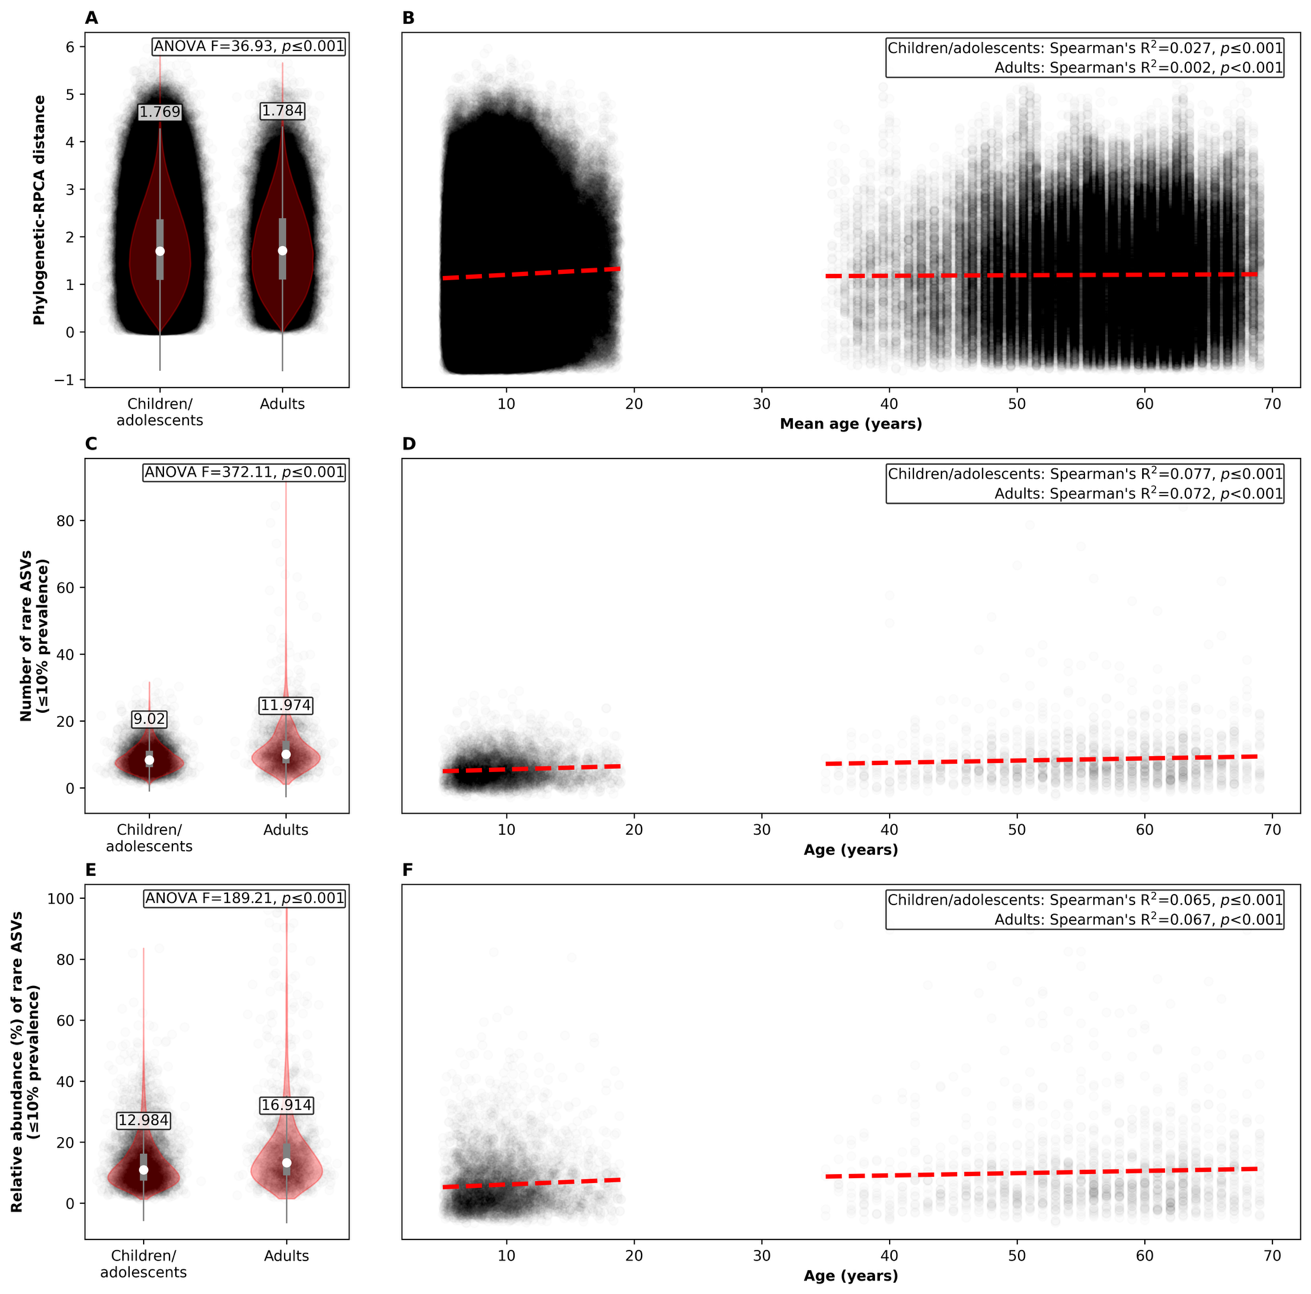 A
ANOVA F=36.93, p≤0.001
1.769
1.784
Phylogenetic-RPCA distance
6
5
4
3
2
1
0
−1
Children/
adolescents
Adults
B
Children/adolescents: Spearman's R²=0.027, p≤0.001
Adults: Spearman's R²=0.002, p<0.001
10
20
30
40
50
60
70
Mean age (years)
C
ANOVA F=372.11, p≤0.001
9.02
11.974
Number of rare ASVs
(≤10% prevalence)
80
60
40
20
0
Children/
adolescents
Adults
D
Children/adolescents: Spearman's R²=0.077, p≤0.001
Adults: Spearman's R²=0.072, p<0.001
10
20
30
40
50
60
70
Age (years)
E
ANOVA F=189.21, p≤0.001
12.984
16.914
Relative abundance (%) of rare ASVs
(≤10% prevalence)
100
80
60
40
20
0
Children/
adolescents
Adults
F
Children/adolescents: Spearman's R²=0.065, p≤0.001
Adults: Spearman's R²=0.067, p<0.001
10
20
30
40
50
60
70
Age (years)